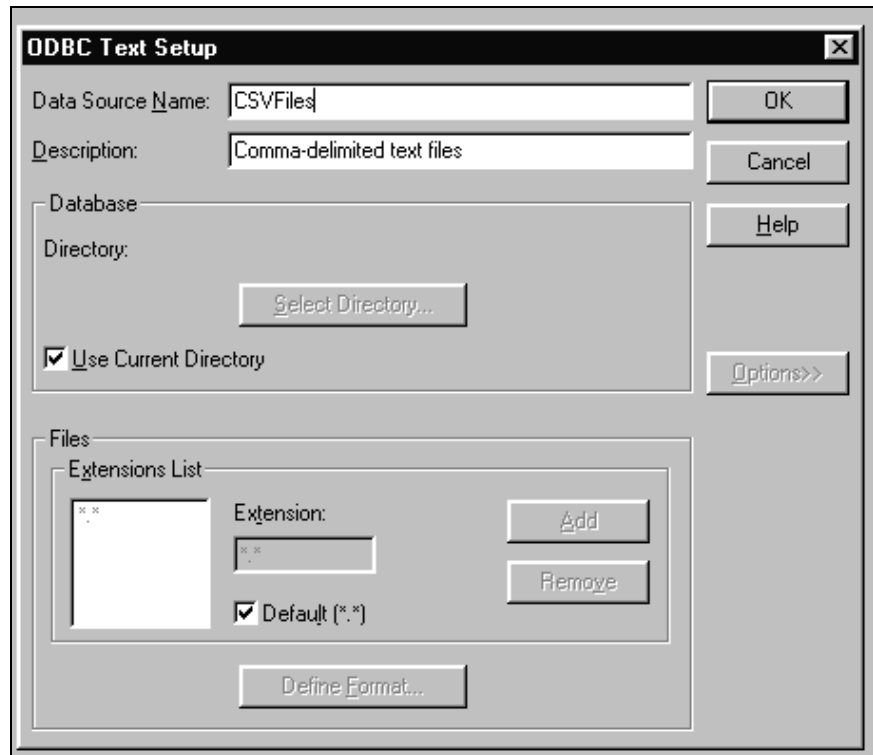 ODBC Text Setup
Data Source Name: CSVFiles OK
Description: Comma-delimited text files Cancel
Database Help
Directory:
Select Directory...
Use Current Directory
Options>>
Files
Extensions List
*.* Extension: Add
*.* Remove
Default (*.*)
Define Format...